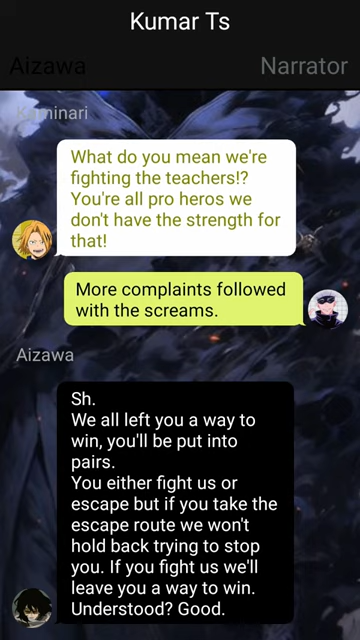 Kumar Ts
Aizawa
Narrator
Kaminari
What do you mean we're
fighting the teachers!?
You're all pro heros we
don't have the strength for
that!
More complaints followed
with the screams.
Aizawa
Sh.
We all left you a way to
win, you'll be put into
pairs.
You either fight us or
escape but if you take the
escape route we won't
hold back trying to stop
you. If you fight us we'll
leave you a way to win.
Understood? Good.